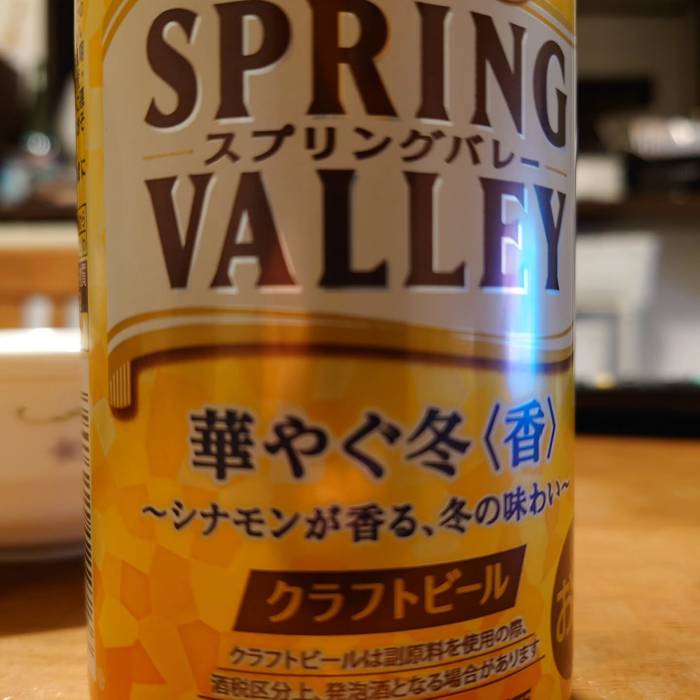 SPRING
スプリングバレー
VALLEY
華やぐ冬〈香〉
~シナモンが香る、冬の味わい~
クラフトビール
お
クラフトビールは副原料を使用の際、
酒税区分上、発泡酒となる場合があります